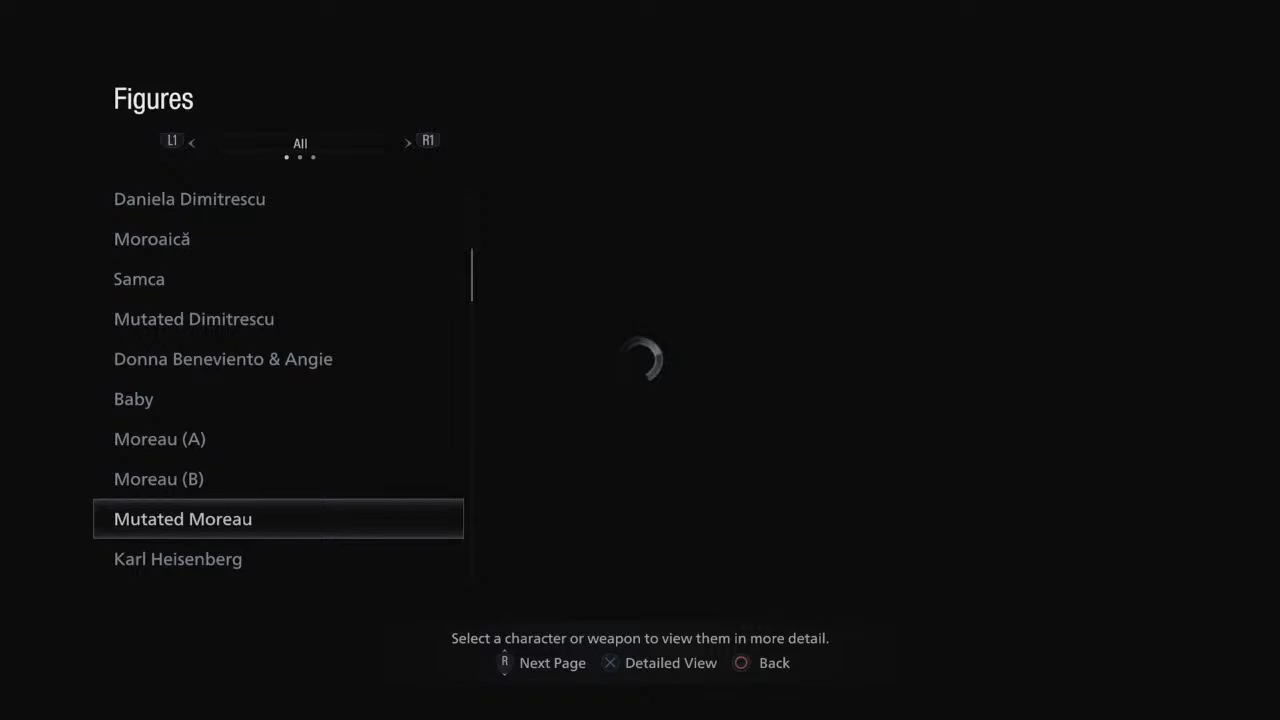 Figures
L1 < All > R1
Daniela Dimitrescu
Moroaică
Samca
Mutated Dimitrescu
Donna Beneviento & Angie
Baby
Moreau (A)
Moreau (B)
Mutated Moreau
Karl Heisenberg
Select a character or weapon to view them in more detail.
R Next Page Detailed View Back